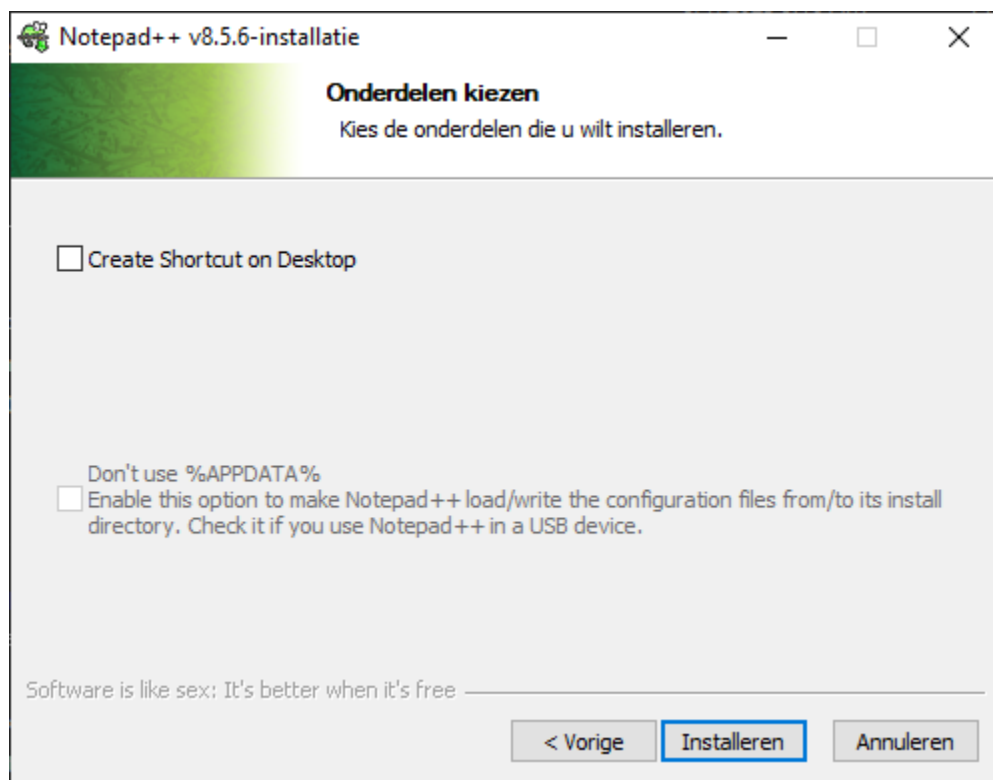 Notepad++ v8.5.6-installatie
Onderdelen kiezen
Kies de onderdelen die u wilt installeren.
Create Shortcut on Desktop
Don't use %APPDATA%
Enable this option to make Notepad++ load/write the configuration files from/to its install
directory. Check it if you use Notepad++ in a USB device.
Software is like sex: It's better when it's free
< Vorige
Installeren
Annuleren